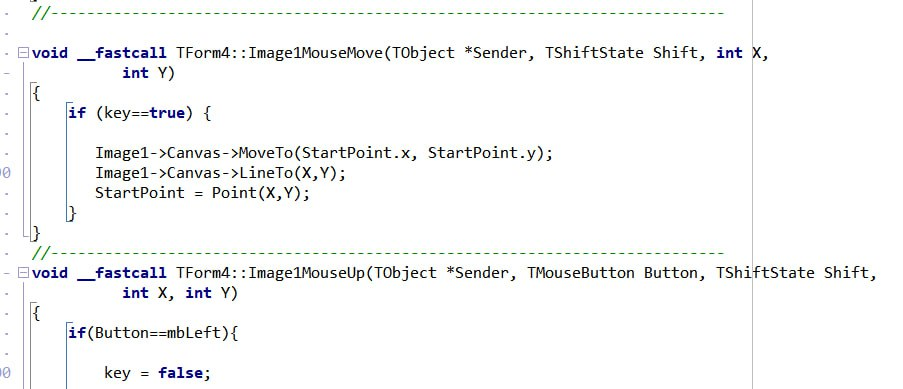 //---------------------------------------------------------------------------
void __fastcall TForm4::Image1MouseMove(TObject *Sender, TShiftState Shift, int X,
int Y)
{
if (key==true) {
Image1->Canvas->MoveTo(StartPoint.x, StartPoint.y);
0 Image1->Canvas->LineTo(X,Y);
StartPoint = Point(X,Y);
}
}
//---------------------------------------------------------------------------
void __fastcall TForm4::Image1MouseUp(TObject *Sender, TMouseButton Button, TShiftState Shift,
int X, int Y)
{
if(Button==mbLeft){
0 key = false;